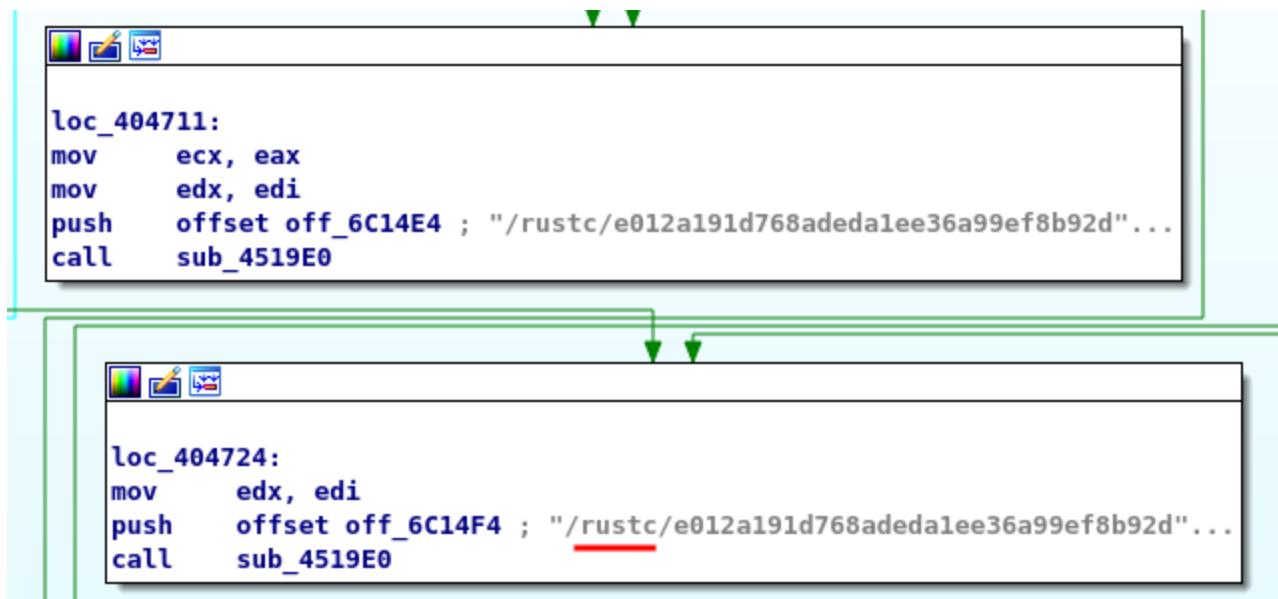 loc_404711:
mov ecx, eax
mov edx, edi
push offset off_6C14E4 ; "/rustc/e012a191d768adeda1ee36a99ef8b92d"...
call sub_4519E0
loc_404724:
mov edx, edi
push offset off_6C14F4 ; "/rustc/e012a191d768adeda1ee36a99ef8b92d"...
call sub_4519E0